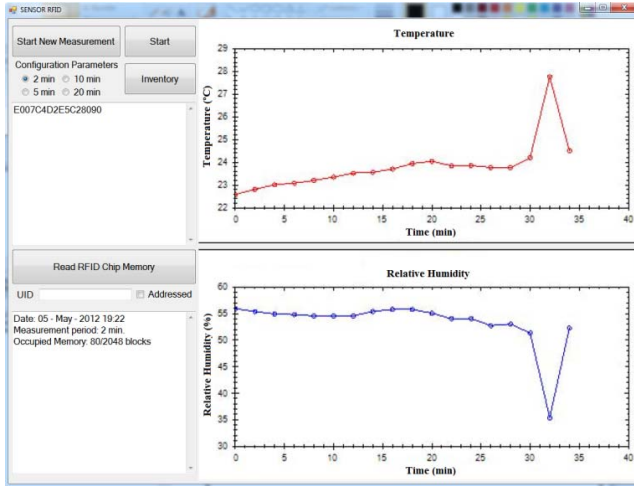 SENSOR RFID
Start New Measurement
Start
Configuration Parameters
2 min
10 min
5 min
20 min
Inventory
E007C4D2E5C28090
Read RFID Chip Memory
UID
Addressed
Date: 05 - May - 2012 19:22
Measurement period: 2 min.
Occupied Memory: 80/2048 blocks
Temperature
Temperature (°C)
29
28
27
26
25
24
23
22
0 5 10 15 20 25 30 35 40
Time (min)
Relative Humidity
Relative Humidity (%)
60
55
50
45
40
35
30
0 5 10 15 20 25 30 35 40
Time (min)